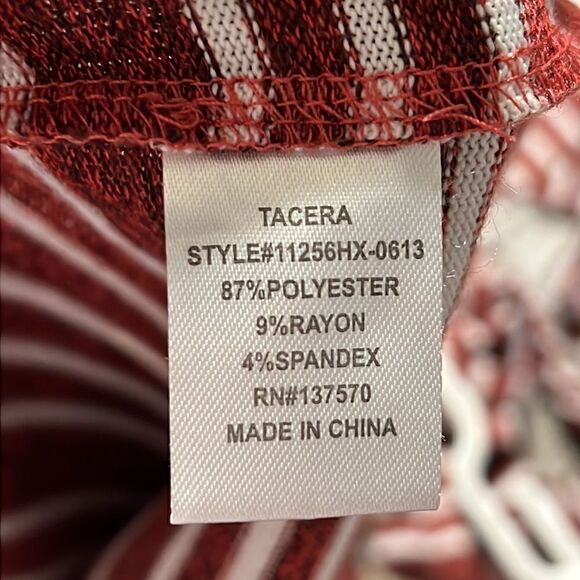 TACERA
STYLE#11256HX-0613
87%POLYESTER
9%RAYON
4%SPANDEX
RN#137570
MADE IN CHINA